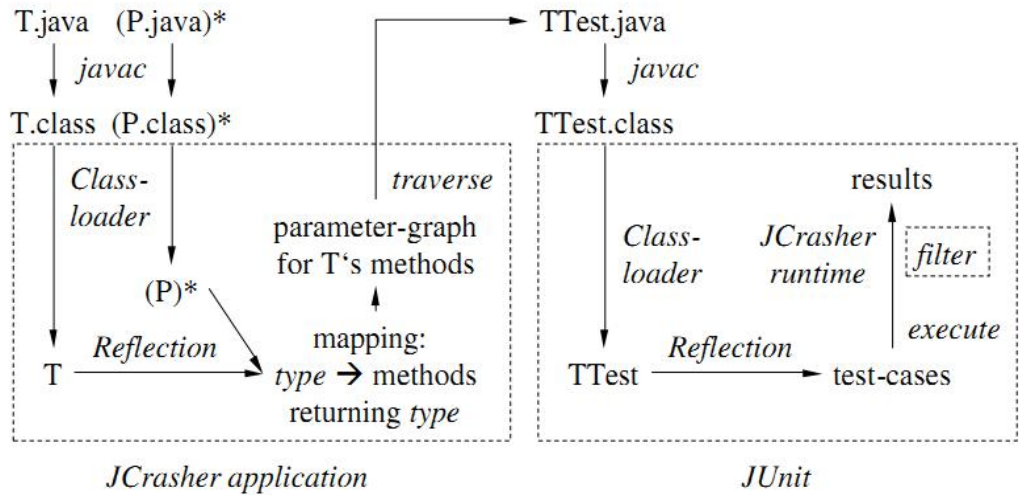 T.java (P.java)*
javac
T.class (P.class)*
Class-
loader
(P)*
T
Reflection
mapping:
type → methods
returning type
parameter-graph
for T‘s methods
traverse
JCrasher application
TTest.java
javac
TTest.class
Class-
loader
TTest
Reflection
test-cases
execute
JCrasher
runtime
filter
results
JUnit